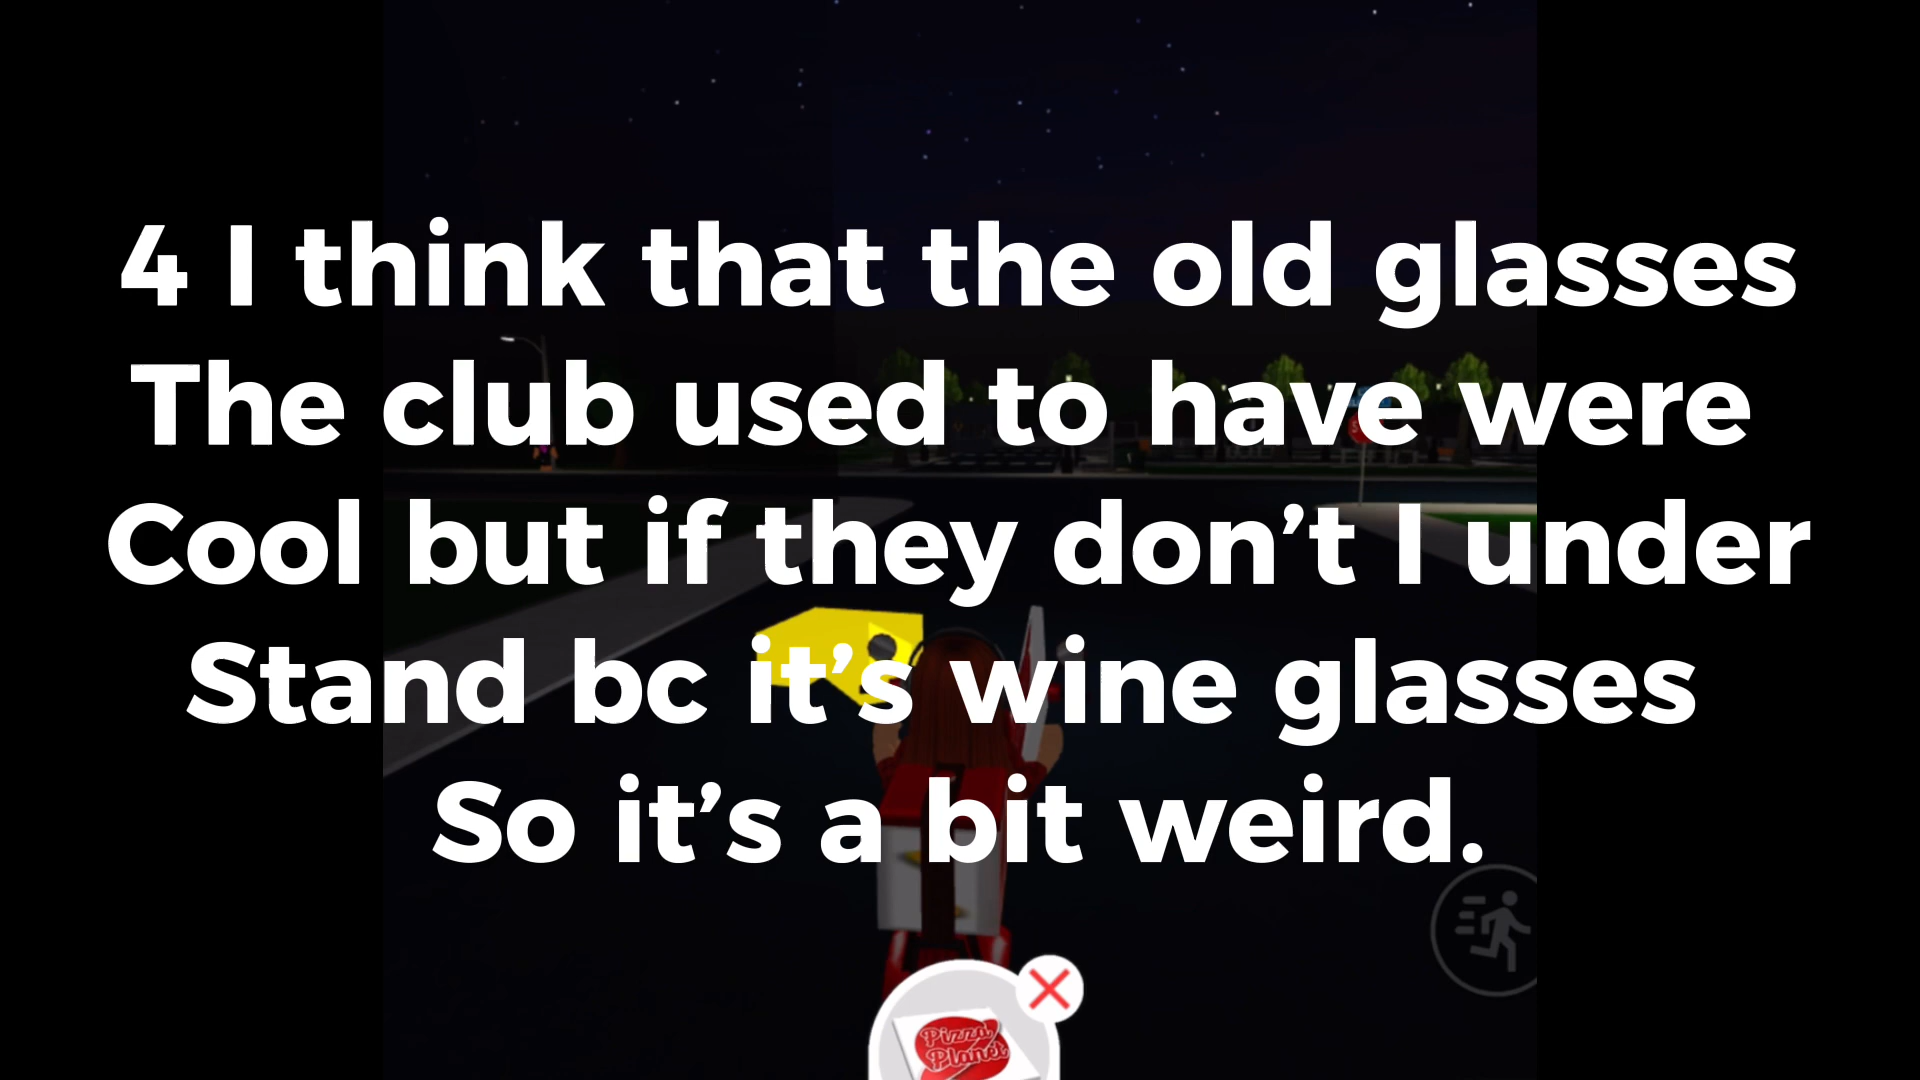 4 I think that the old glasses
The club used to have were
Cool but if they don’t I under
Stand bc it’s wine glasses
So it’s a bit weird.
Pizza
Planet